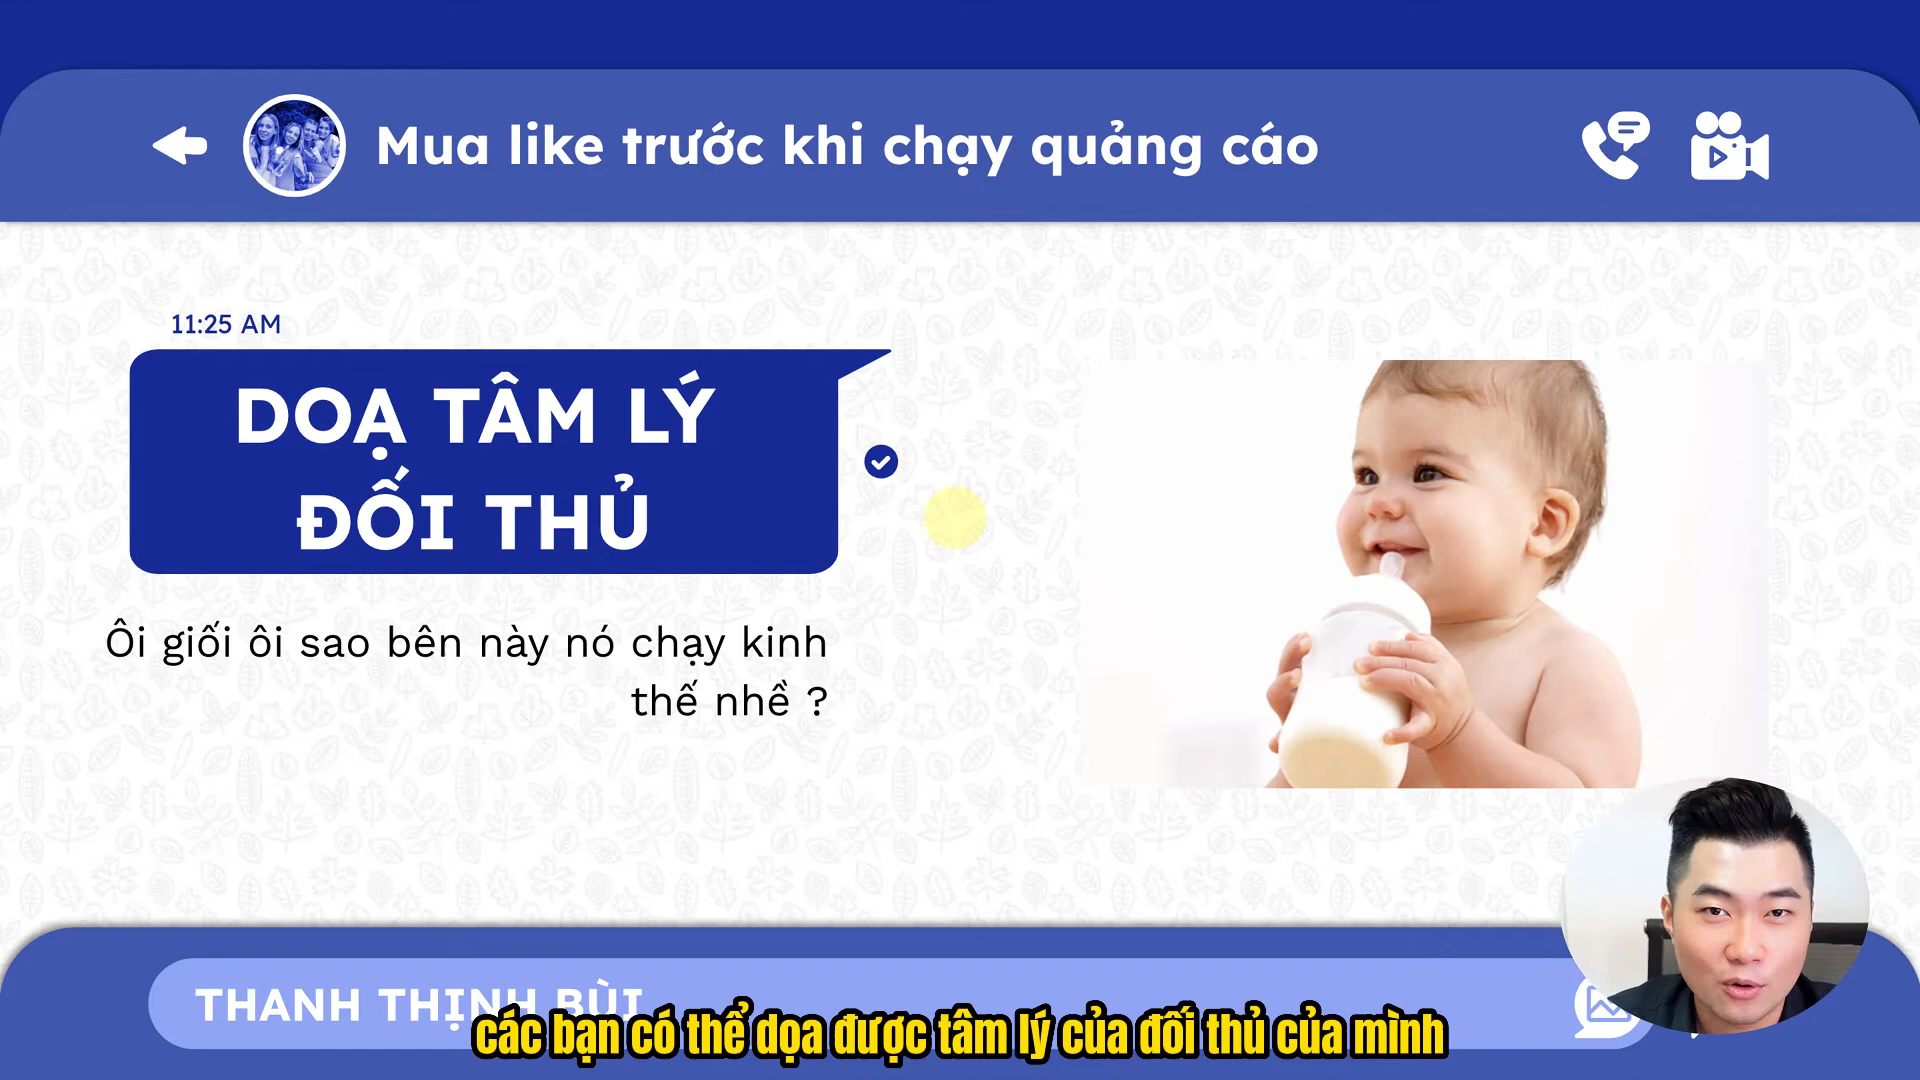 Mua like trước khi chạy quảng cáo
11:25 AM
DOẠ TÂM LÝ
ĐỐI THỦ
Ôi giối ôi sao bên này nó chạy kinh
thế nhề ?
THANH THỊNH BÙI
các bạn có thể dọa được tâm lý của đối thủ của mình